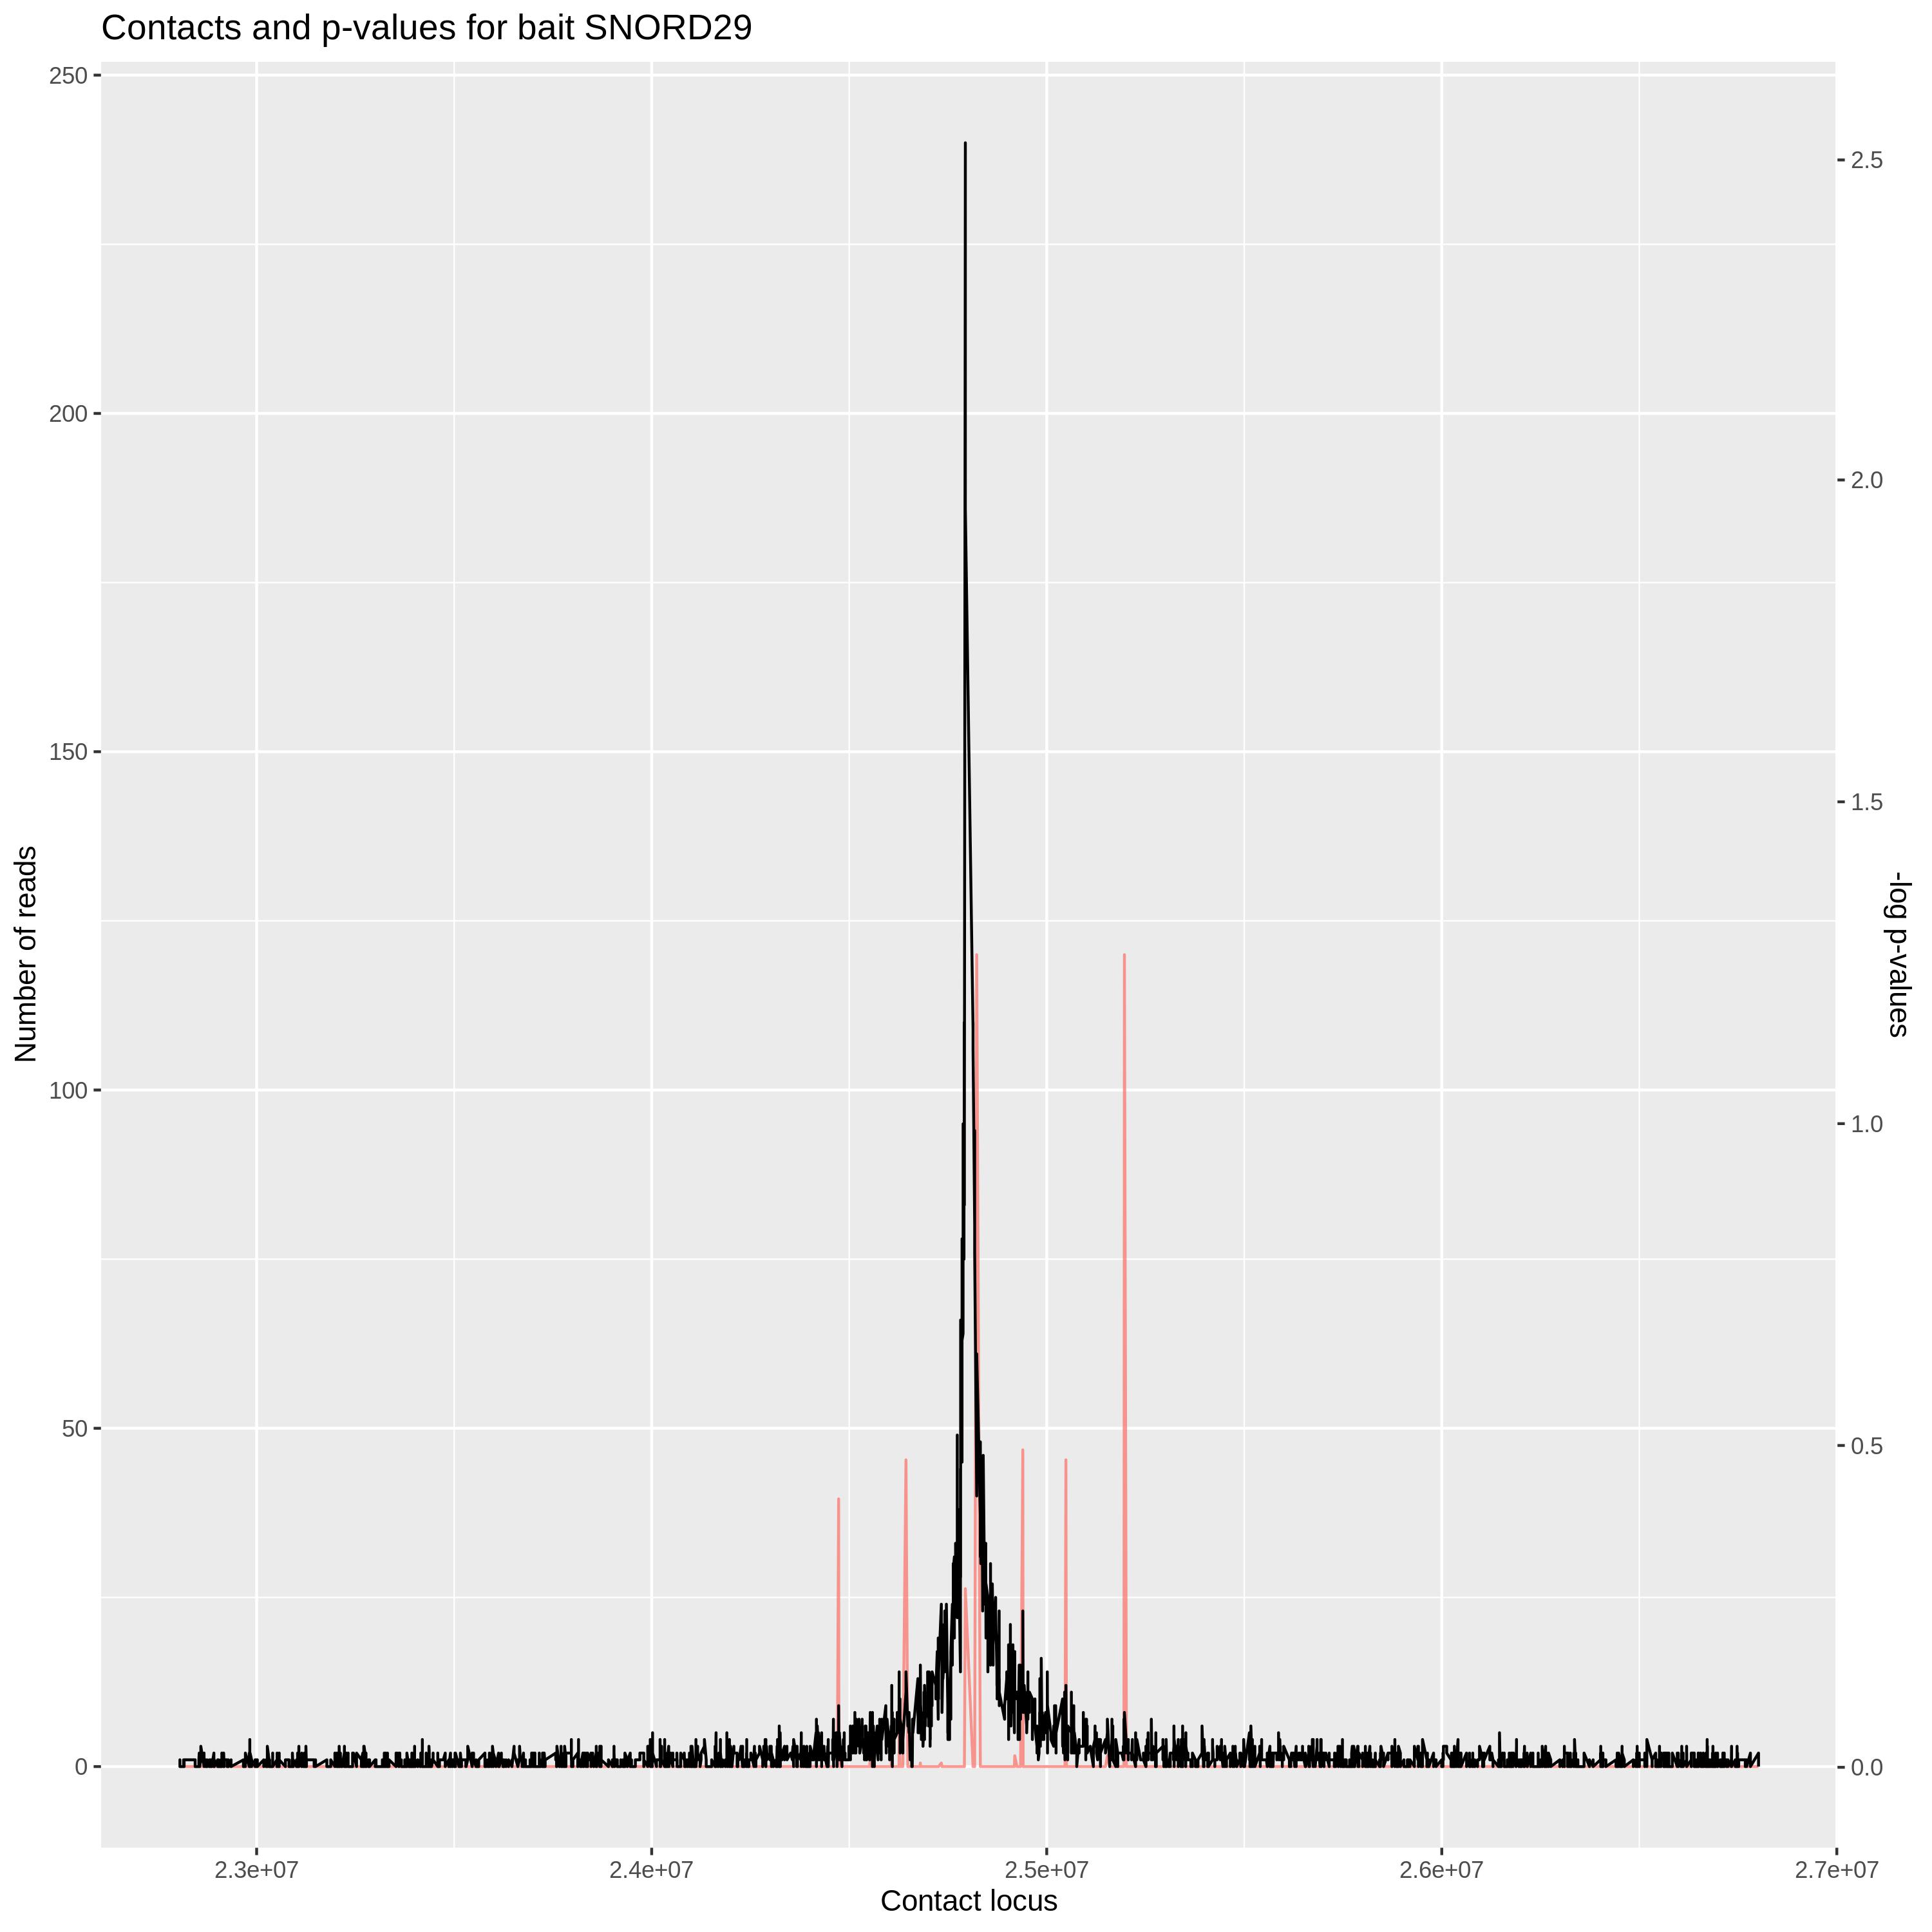 Contacts and p-values for bait SNORD29
250
200
150
100
50
0
Number of reads
2.5
2.0
1.5
1.0
0.5
0.0
-log p-values
2.3e+07
2.4e+07
2.5e+07
2.6e+07
2.7e+07
Contact locus